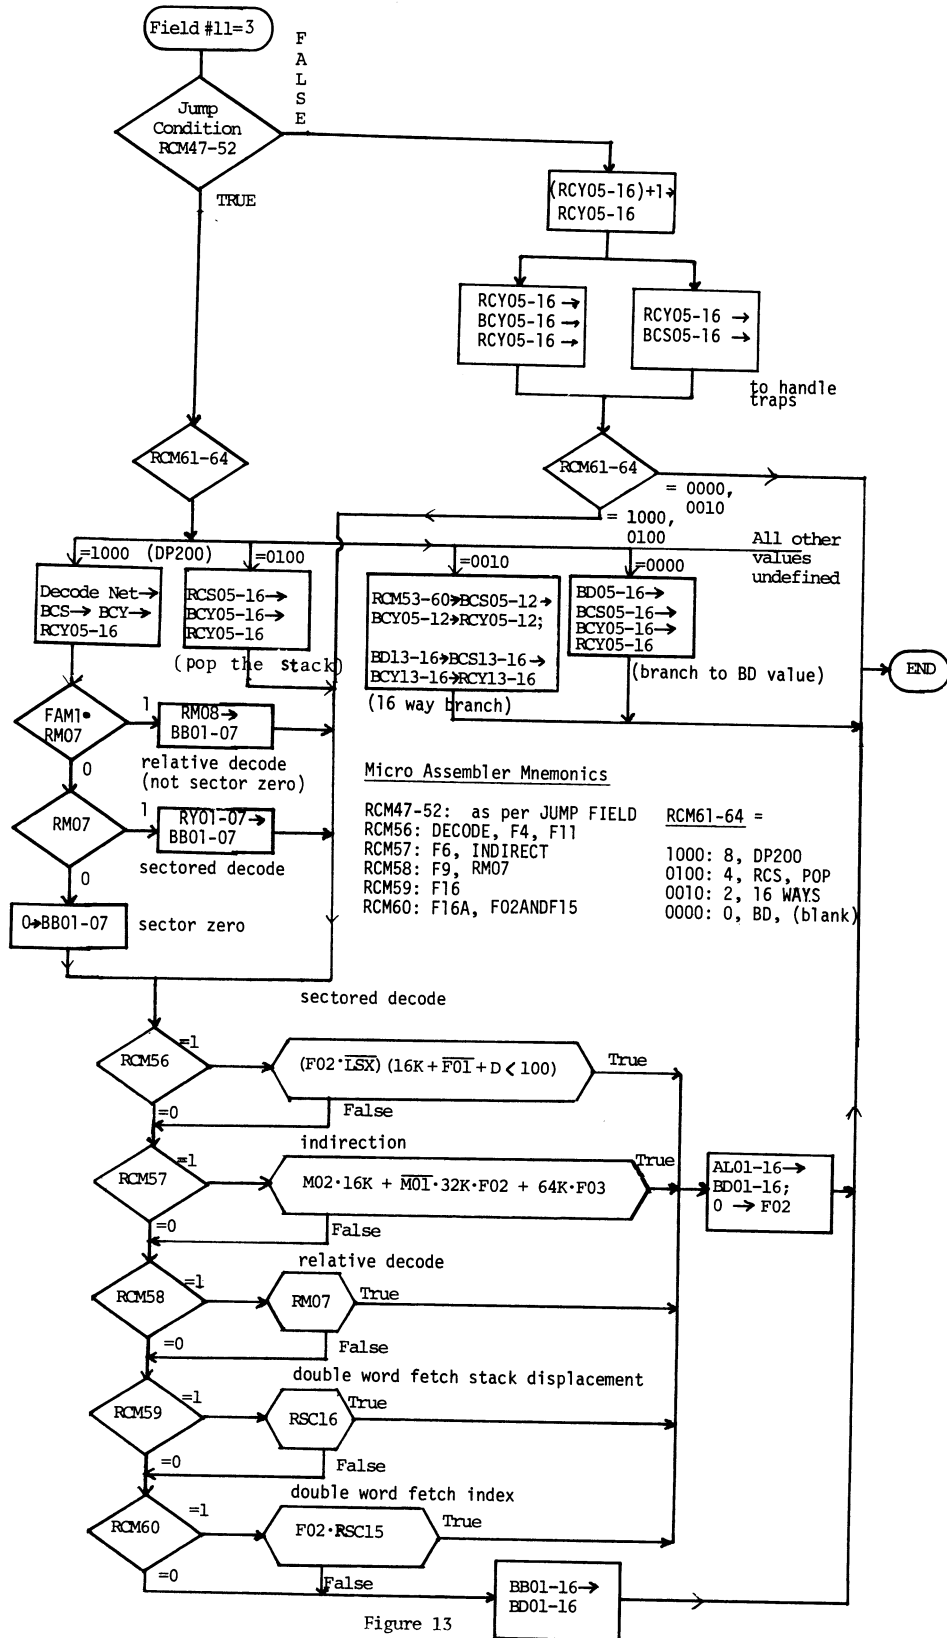 Field #11=3
F
A
L
S
E
Jump
Condition
RCM47-52
TRUE
(RCY05-16)+1→
RCY05-16
RCY05-16 →
BCY05-16 →
RCY05-16 →
RCY05-16 →
BCS05-16 →
to handle
traps
RCM61-64
RCM61-64
= 0000,
0010
= 1000,
0100
All other
values
undefined
=1000 (DP200)
=0100
=0010
=0000
Decode Net→
BCS→ BCY→
RCY05-16
RCS05-16→
BCY05-16→
RCY05-16
(pop the stack)
RCM53-60→BCS05-12→
BCY05-12→RCY05-12;
BD13-16→BCS13-16→
BCY13-16→RCY13-16
(16 way branch)
BD05-16→
BCS05-16→
BCY05-16→
RCY05-16
(branch to BD value)
END
FAM1•
RM07
1
RM08→
BB01-07
relative decode
(not sector zero)
0
RM07
1
RY01-07→
BB01-07
sectored decode
0
0→BB01-07
sector zero
Micro Assembler Mnemonics
RCM47-52: as per JUMP FIELD
RCM56: DECODE, F4, F11
RCM57: F6, INDIRECT
RCM58: F9, RM07
RCM59: F16
RCM60: F16A, F02ANDF15
RCM61-64 =
1000: 8, DP200
0100: 4, RCS, POP
0010: 2, 16 WAYS
0000: 0, BD, (blank)
sectored decode
RCM56
=1
(F02·L̅S̅X̅) (16K + F̅0̅1̅ + D < 100)
True
=0
False
indirection
RCM57
=1
M02·16K + M̅0̅1̅·32K·F02 + 64K·F03
True
AL01-16→
BD01-16;
0 → F02
=0
False
relative decode
RCM58
=1
RM07
True
=0
False
double word fetch stack displacement
RCM59
=1
RSC16
True
=0
False
double word fetch index
RCM60
=1
F02·RSC15
True
=0
False
BB01-16→
BD01-16
Figure 13